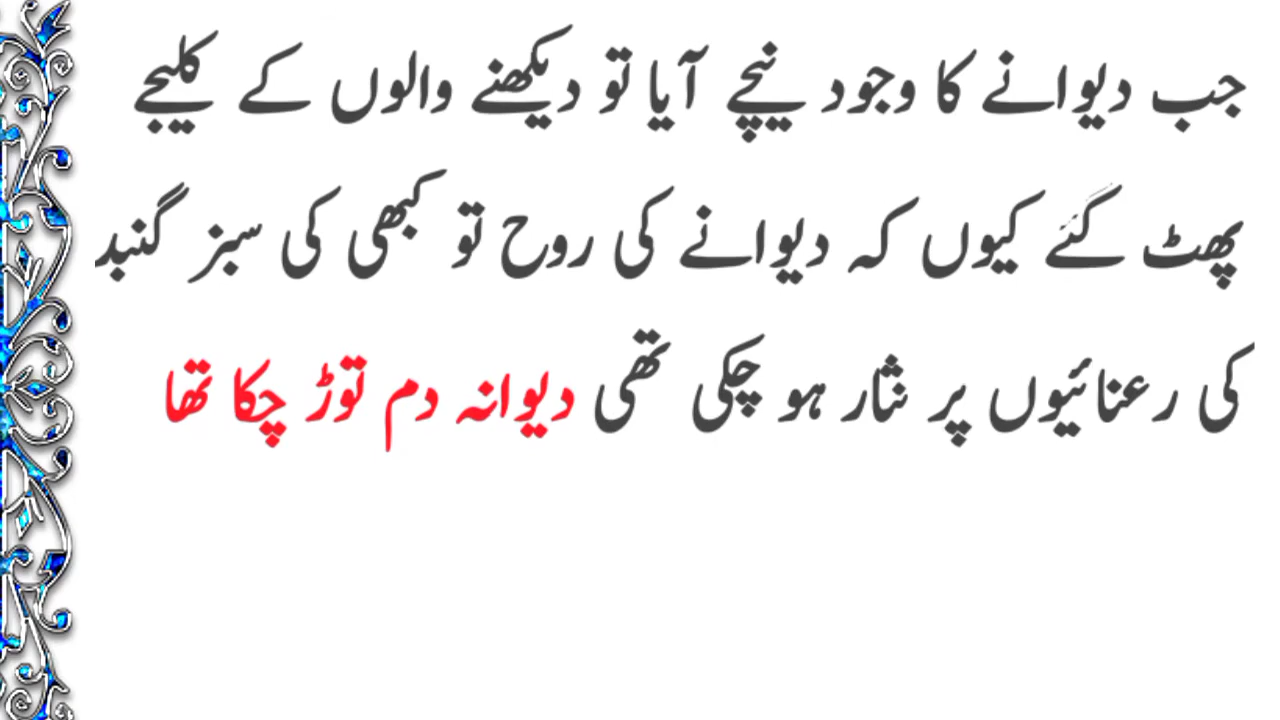 جب دیوانے کا وجود نیچے آیا تو دیکھنے والوں کے کلیجے
پھٹ گئے کیوں کہ دیوانے کی روح تو کبھی کی سبز گنبد
کی رعنائیوں پر نثار ہو چکی تھی دیوانہ دم توڑ چکا تھا